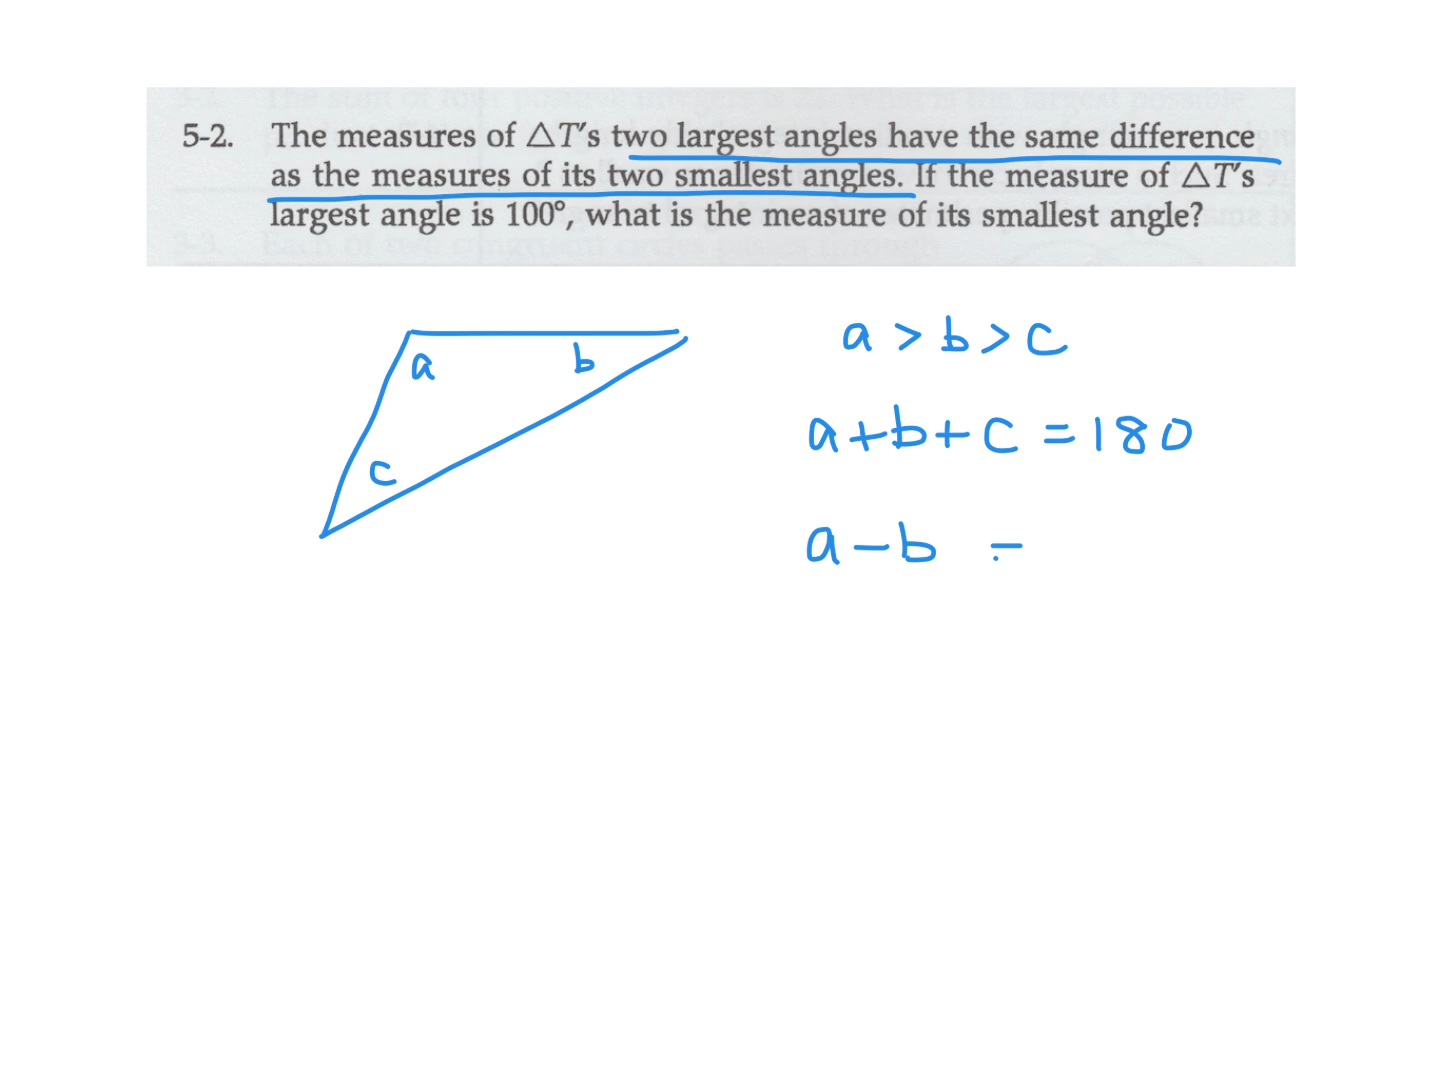 5-2. The measures of △T's two largest angles have the same difference
as the measures of its two smallest angles. If the measure of △T's
largest angle is 100°, what is the measure of its smallest angle?
a
b
c
a > b > c
a + b + c = 180
a - b =